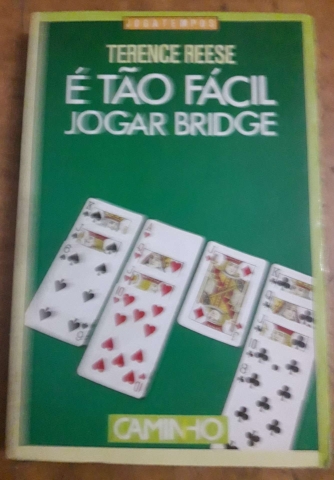 JOGATEMPOS
TERENCE REESE
É TÃO FÁCIL
JOGAR BRIDGE
CAMINHO